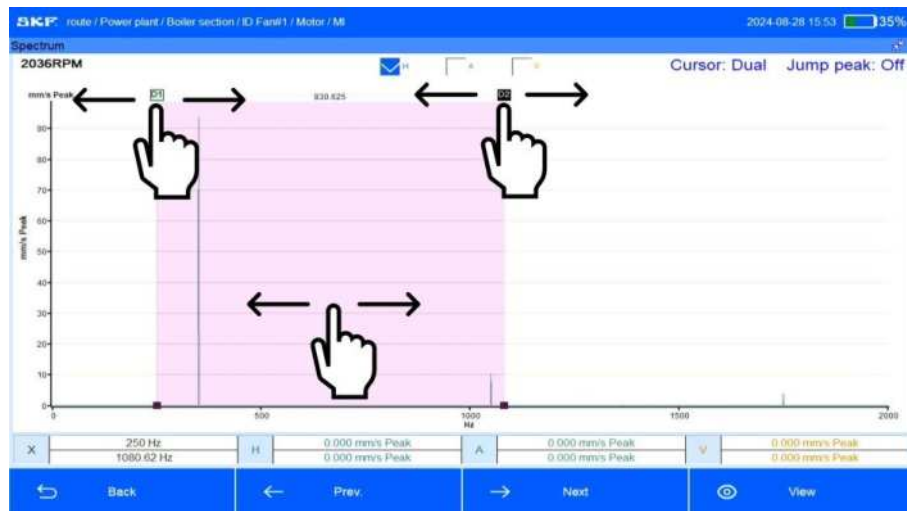 SKF route / Power plant / Boiler section / ID Fan#1 / Motor / MI 2024-08-28 15:53 35%
Spectrum
2036RPM H A V Cursor: Dual Jump peak: Off
mm/s Peak D1 830.625 D2
90
80
70
60
50
40
30
20
10
0
mm/s Peak
0 500 1000 1500 2000
Hz
X 250 Hz H 0.000 mm/s Peak A 0.000 mm/s Peak V 0.000 mm/s Peak
1080.62 Hz 0.000 mm/s Peak 0.000 mm/s Peak 0.000 mm/s Peak
Back Prev. Next View